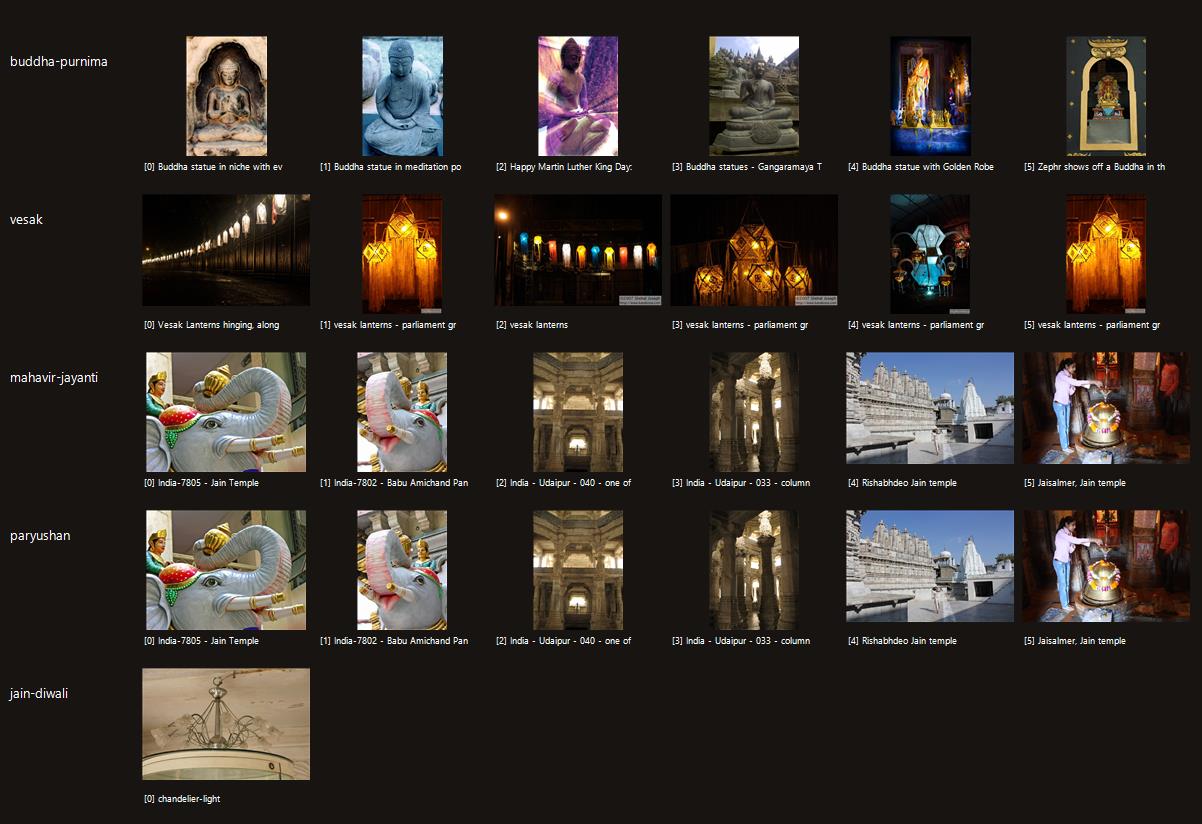 buddha-purnima
[0] Buddha statue in niche with ev
[1] Buddha statue in meditation po
[2] Happy Martin Luther King Day:
[3] Buddha statues - Gangaramaya T
[4] Buddha statue with Golden Robe
[5] Zephr shows off a Buddha in th
vesak
[0] Vesak Lanterns hinging, along
[1] vesak lanterns - parliament gr
[2] vesak lanterns
[3] vesak lanterns - parliament gr
[4] vesak lanterns - parliament gr
[5] vesak lanterns - parliament gr
mahavir-jayanti
[0] India-7805 - Jain Temple
[1] India-7802 - Babu Amichand Pan
[2] India - Udaipur - 040 - one of
[3] India - Udaipur - 033 - column
[4] Rishabhdeo Jain temple
[5] Jaisalmer, Jain temple
paryushan
[0] India-7805 - Jain Temple
[1] India-7802 - Babu Amichand Pan
[2] India - Udaipur - 040 - one of
[3] India - Udaipur - 033 - column
[4] Rishabhdeo Jain temple
[5] Jaisalmer, Jain temple
jain-diwali
[0] chandelier-light